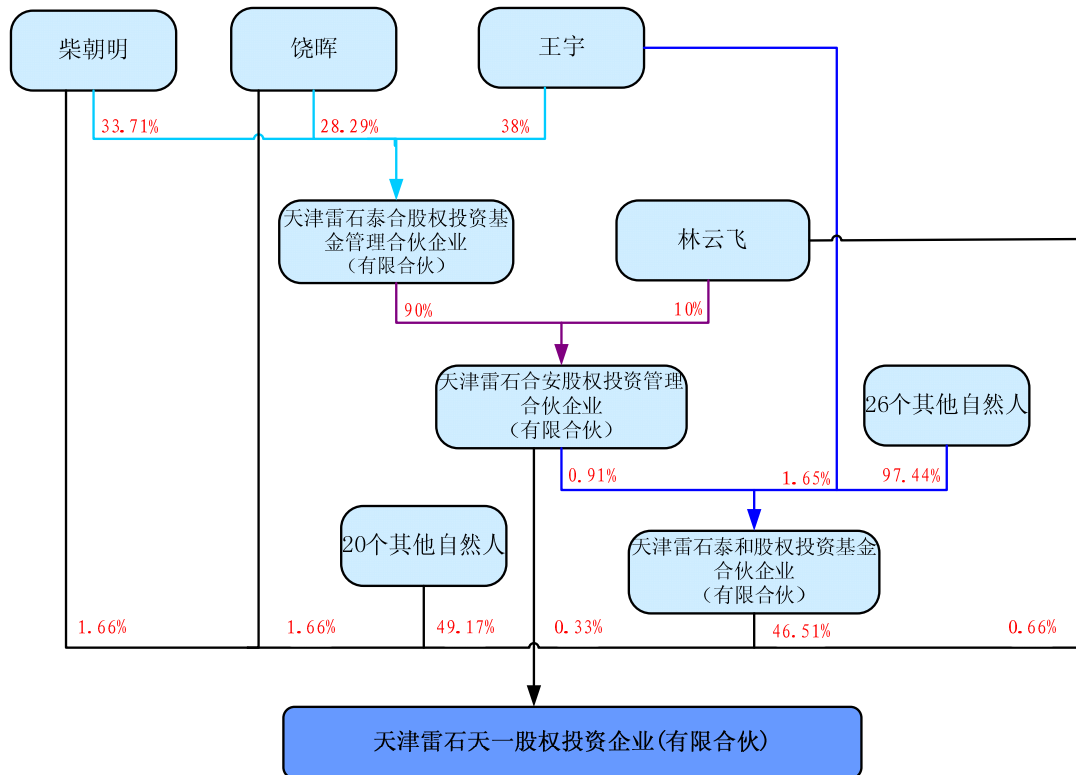 柴朝明
饶晖
王宇
33.71%
28.29%
38%
天津雷石泰合股权投资基
金管理合伙企业
（有限合伙）
林云飞
90%
10%
天津雷石合安股权投资管理
合伙企业
（有限合伙）
26个其他自然人
0.91%
1.65%
97.44%
20个其他自然人
天津雷石泰和股权投资基金
合伙企业
（有限合伙）
1.66%
1.66%
49.17%
0.33%
46.51%
0.66%
天津雷石天一股权投资企业(有限合伙)